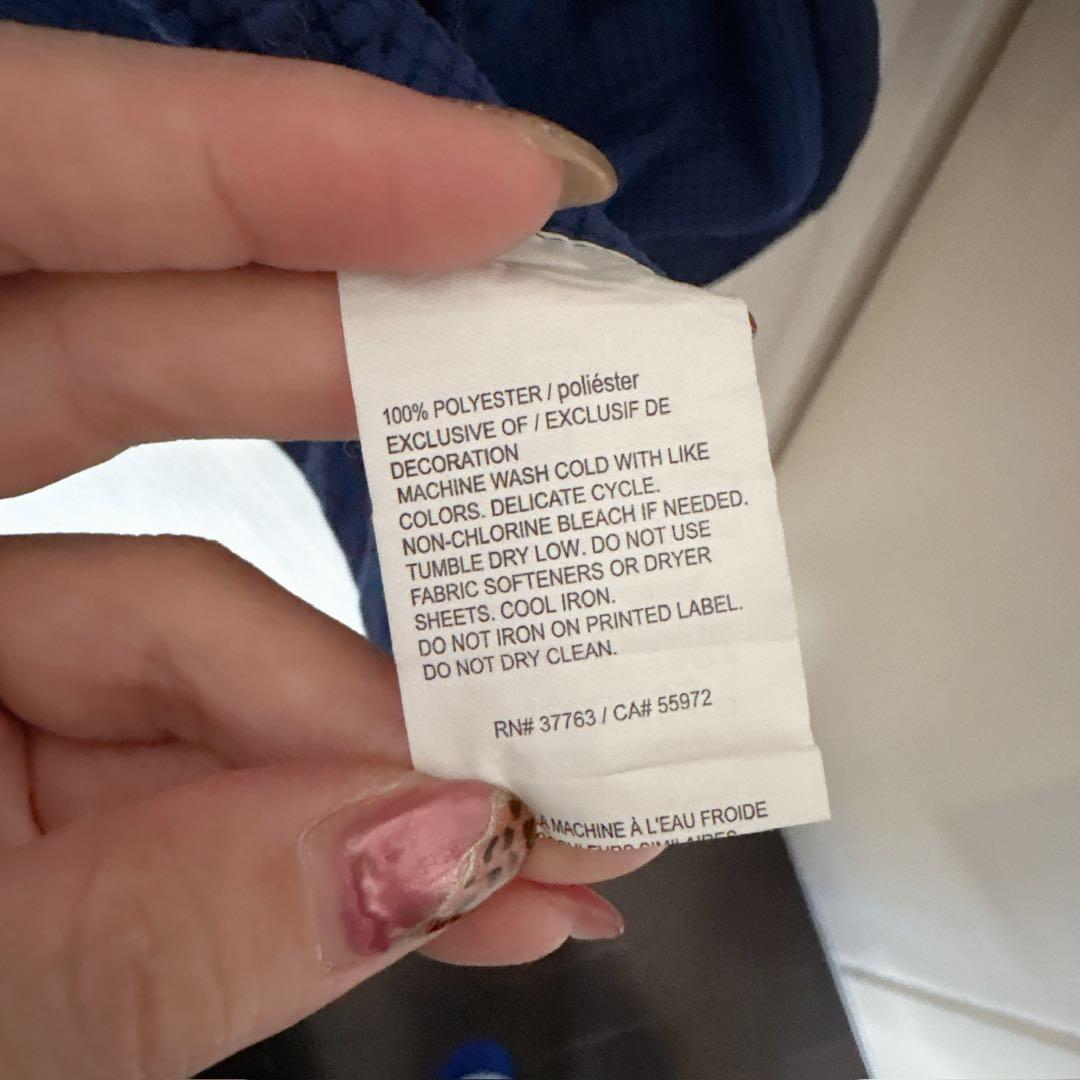 100% POLYESTER / poliéster
EXCLUSIVE OF / EXCLUSIF DE
DECORATION
MACHINE WASH COLD WITH LIKE
COLORS. DELICATE CYCLE.
NON-CHLORINE BLEACH IF NEEDED.
TUMBLE DRY LOW. DO NOT USE
FABRIC SOFTENERS OR DRYER
SHEETS. COOL IRON.
DO NOT IRON ON PRINTED LABEL.
DO NOT DRY CLEAN.
RN# 37763 / CA# 55972
MACHINE À L'EAU FROIDE